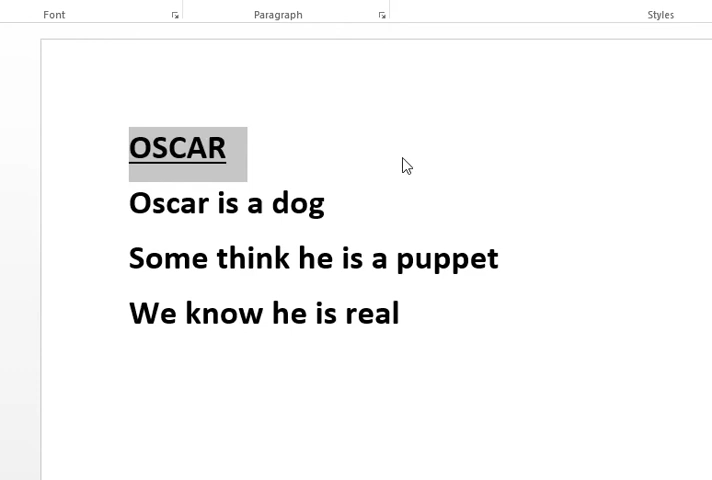 Font Paragraph Styles
OSCAR
Oscar is a dog
Some think he is a puppet
We know he is real